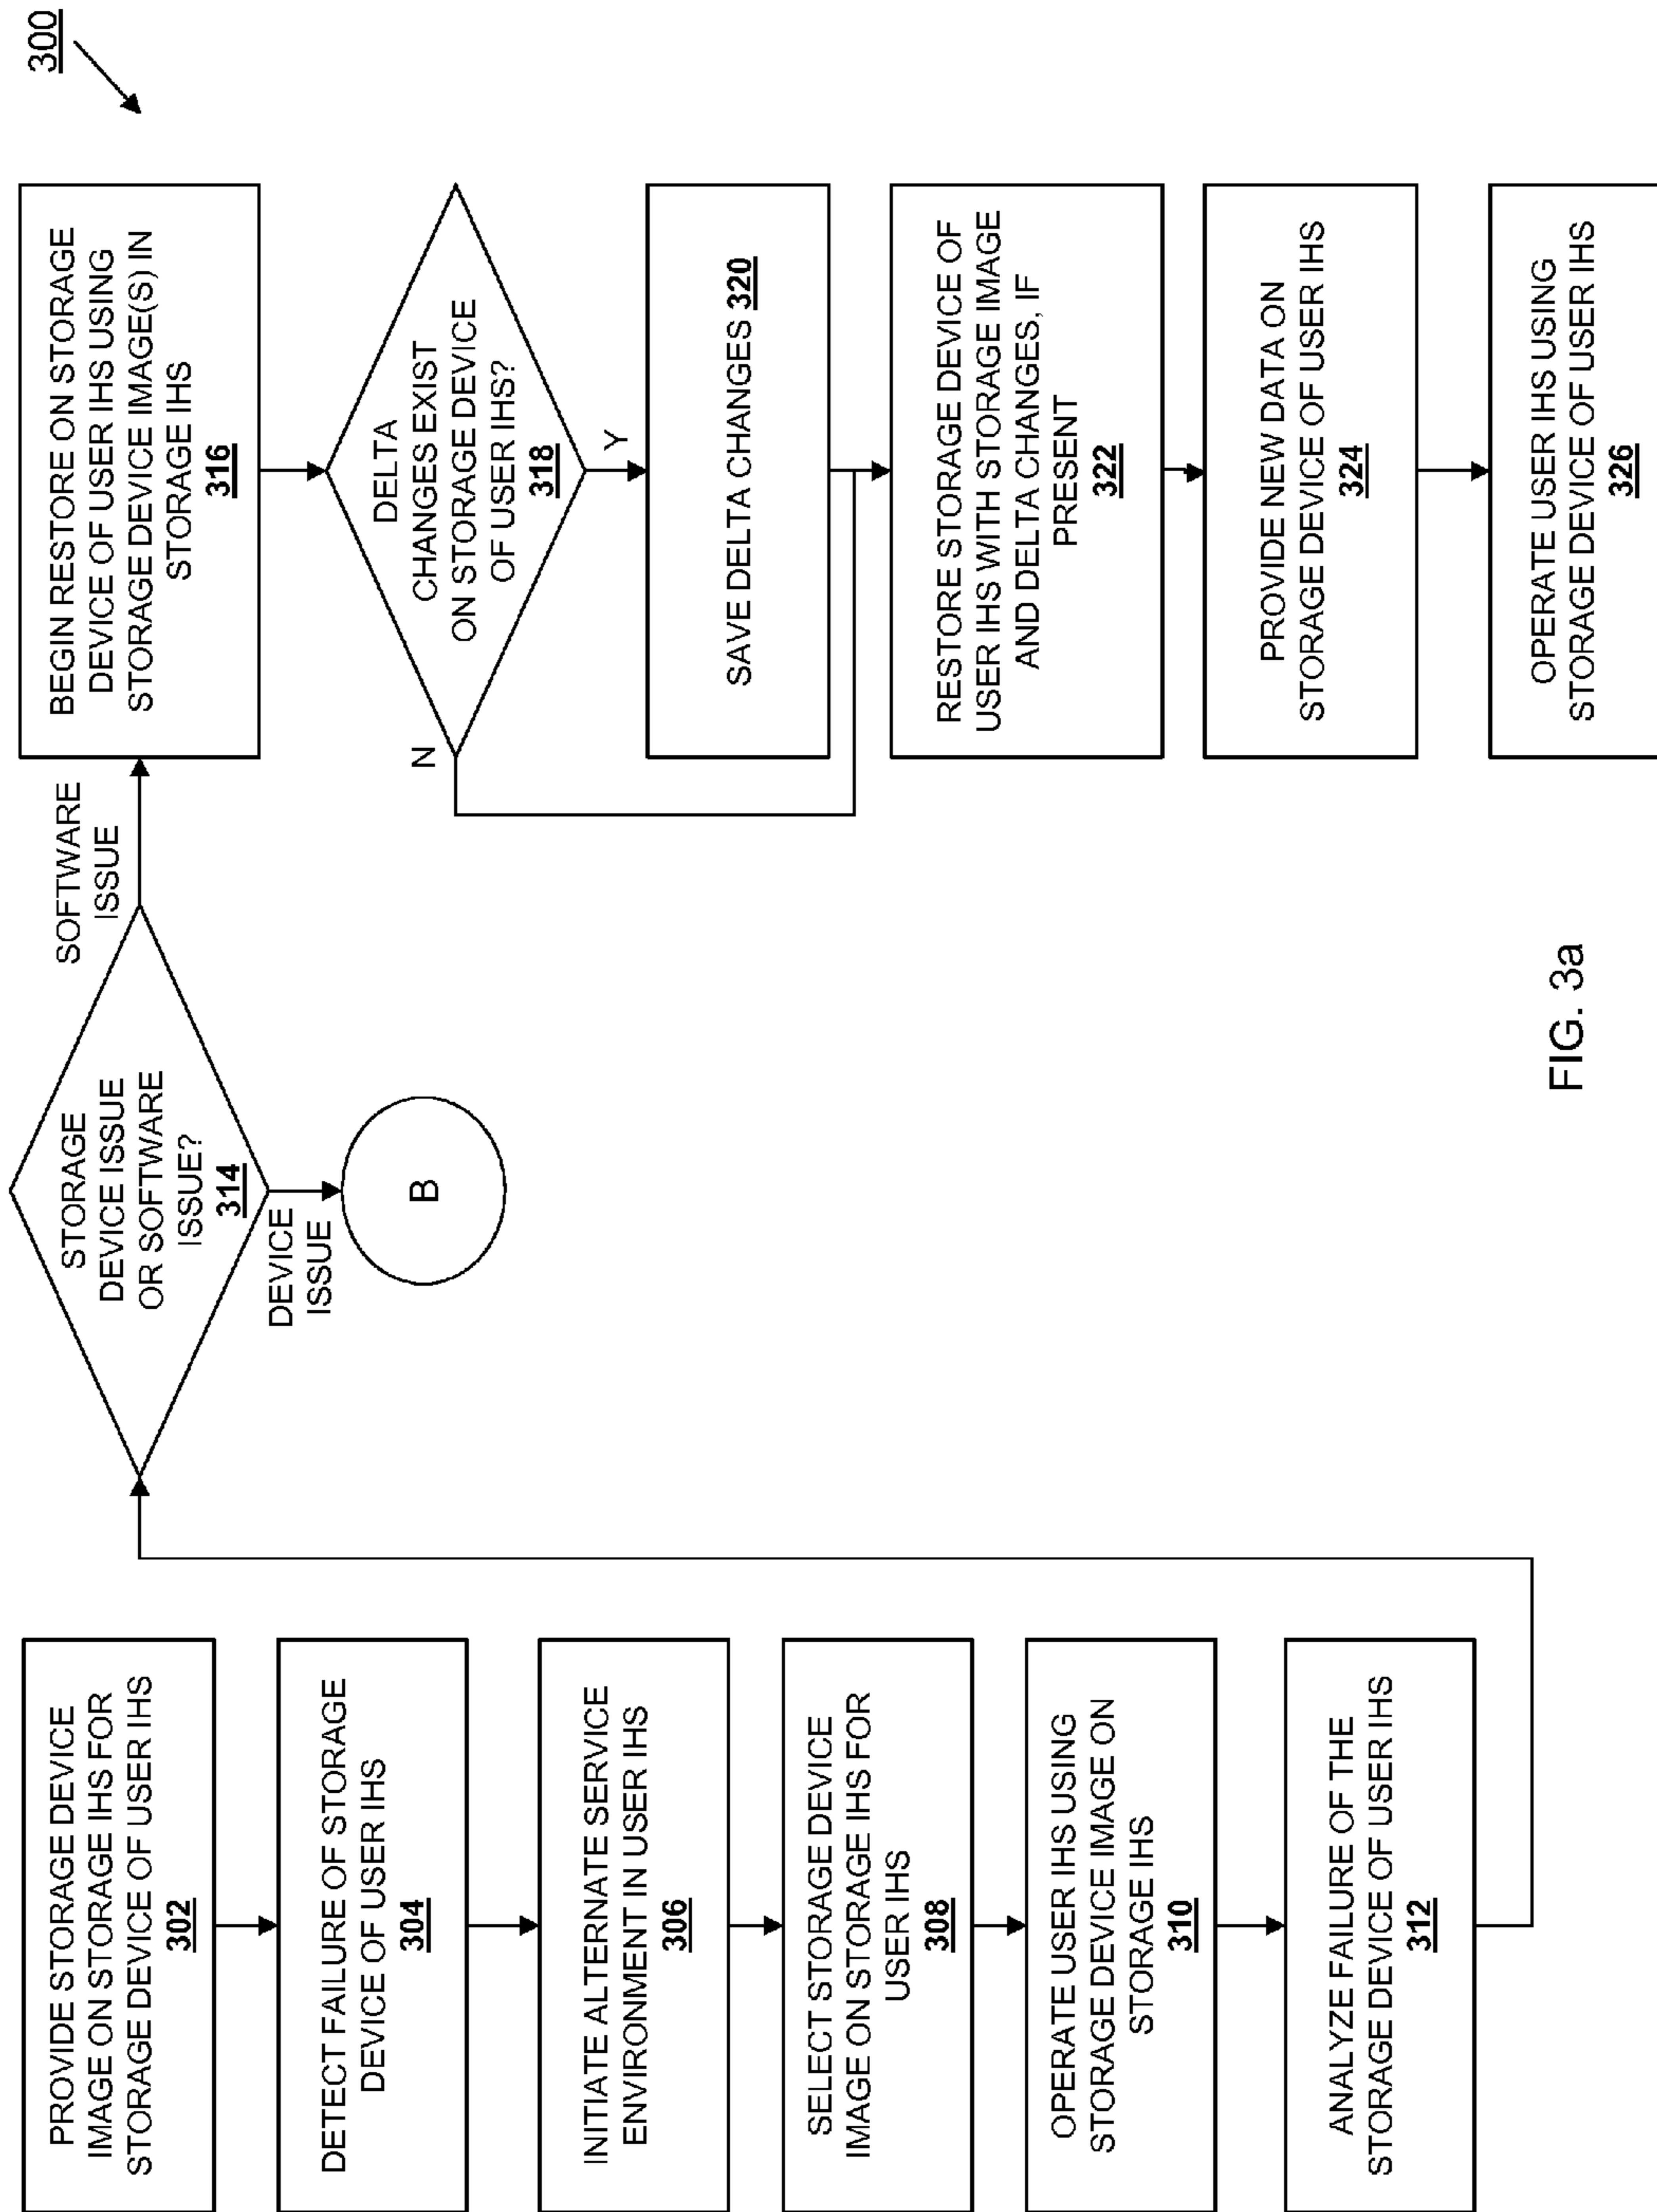 300
PROVIDE STORAGE DEVICE
IMAGE ON STORAGE IHS FOR
STORAGE DEVICE OF USER IHS
302
DETECT FAILURE OF STORAGE
DEVICE OF USER IHS
304
INITIATE ALTERNATE SERVICE
ENVIRONMENT IN USER IHS
306
SELECT STORAGE DEVICE
IMAGE ON STORAGE IHS FOR
USER IHS
308
OPERATE USER IHS USING
STORAGE DEVICE IMAGE ON
STORAGE IHS
310
ANALYZE FAILURE OF THE
STORAGE DEVICE OF USER IHS
312
STORAGE
DEVICE ISSUE
OR SOFTWARE
ISSUE?
314
DEVICE
ISSUE
B
SOFTWARE
ISSUE
BEGIN RESTORE ON STORAGE
DEVICE OF USER IHS USING
STORAGE DEVICE IMAGE(S) IN
STORAGE IHS
316
DELTA
CHANGES EXIST
ON STORAGE DEVICE
OF USER IHS?
318
N
Y
SAVE DELTA CHANGES 320
RESTORE STORAGE DEVICE OF
USER IHS WITH STORAGE IMAGE
AND DELTA CHANGES, IF
PRESENT
322
PROVIDE NEW DATA ON
STORAGE DEVICE OF USER IHS
324
OPERATE USER IHS USING
STORAGE DEVICE OF USER IHS
326
FIG. 3a